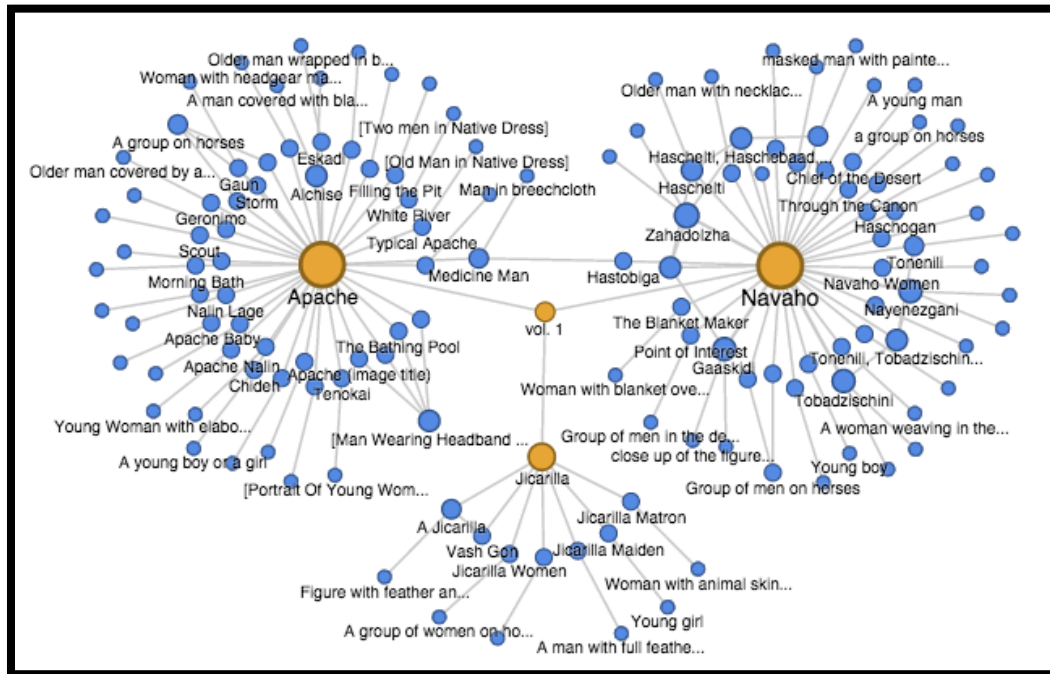 Older man wrapped in b...
Woman with headgear ma...
A man covered with bla...
[Two men in Native Dress]
A group on horses
Eskadi
[Old Man in Native Dress]
Older man covered by a...
Gaun
Alchise
Filling the Pit
Man in breechcloth
Storm
Geronimo
White River
Scout
Typical Apache
Morning Bath
Medicine Man
Apache
Nalin Lage
Apache Baby
The Bathing Pool
Apache Nalin
Apache (image title)
Chideh
Tenokai
Young Woman with elabo...
[Man Wearing Headband ...
A young boy or a girl
[Portrait Of Young Wom...
vol. 1
masked man with painte...
Older man with necklac...
A young man
a group on horses
Haschelti, Haschebaad,...
Haschelti
Chief of the Desert
Through the Canon
Zahadolzha
Haschogan
Tonenili
Hastobiga
Navaho Women
Navaho
Nayenezgani
The Blanket Maker
Point of Interest
Gaaskidi
Tonenili, Tobadzischin...
Woman with blanket ove...
Tobadzischini
A woman weaving in the...
Group of men in the de...
close up of the figure...
Young boy
Group of men on horses
Jicarilla
A Jicarilla
Jicarilla Matron
Vash Gon
Jicarilla Maiden
Jicarilla Women
Figure with feather an...
Woman with animal skin...
Young girl
A group of women on ho...
A man with full feathe...